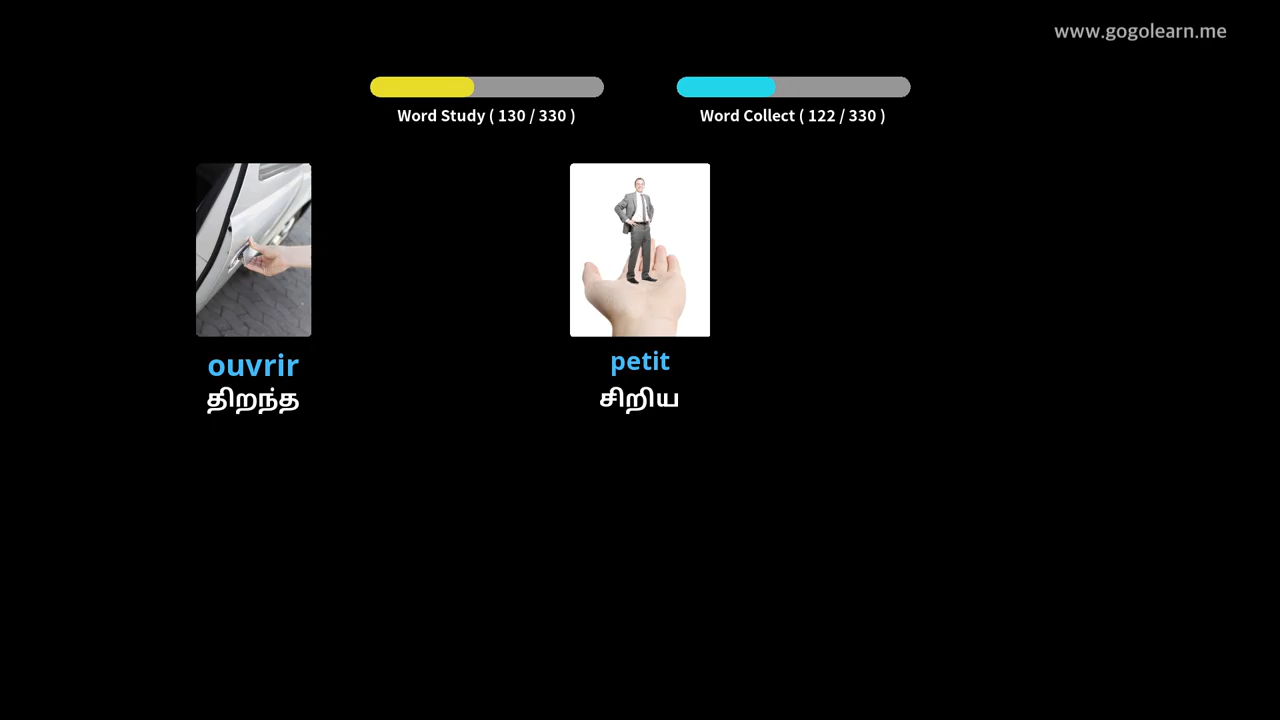 www.gogolearn.me
Word Study ( 130 / 330 )
Word Collect ( 122 / 330 )
ouvrir
திறந்த
petit
சிறிய